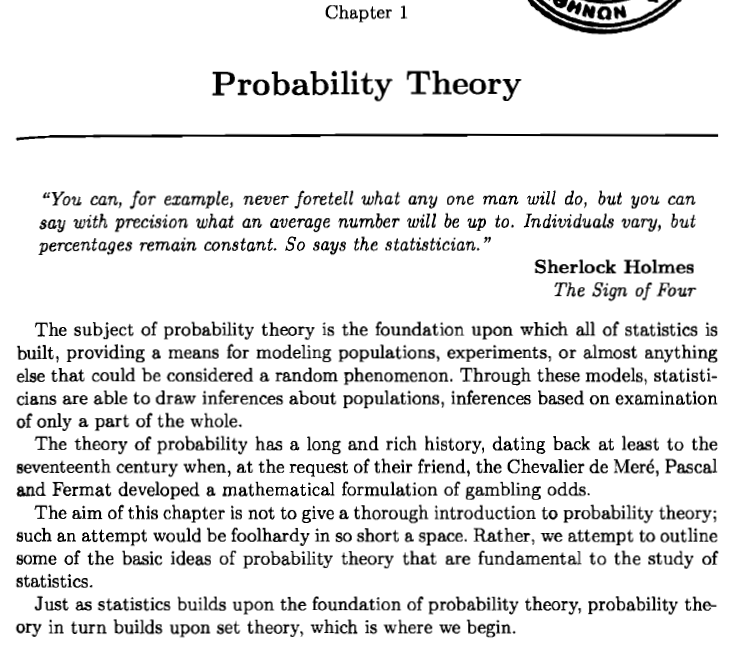 Chapter 1
Probability Theory
"You can, for example, never foretell what any one man will do, but you can
say with precision what an average number will be up to. Individuals vary, but
percentages remain constant. So says the statistician."
Sherlock Holmes
The Sign of Four
The subject of probability theory is the foundation upon which all of statistics is
built, providing a means for modeling populations, experiments, or almost anything
else that could be considered a random phenomenon. Through these models, statisti-
cians are able to draw inferences about populations, inferences based on examination
of only a part of the whole.
The theory of probability has a long and rich history, dating back at least to the
seventeenth century when, at the request of their friend, the Chevalier de Meré, Pascal
and Fermat developed a mathematical formulation of gambling odds.
The aim of this chapter is not to give a thorough introduction to probability theory;
such an attempt would be foolhardy in so short a space. Rather, we attempt to outline
some of the basic ideas of probability theory that are fundamental to the study of
statistics.
Just as statistics builds upon the foundation of probability theory, probability the-
ory in turn builds upon set theory, which is where we begin.